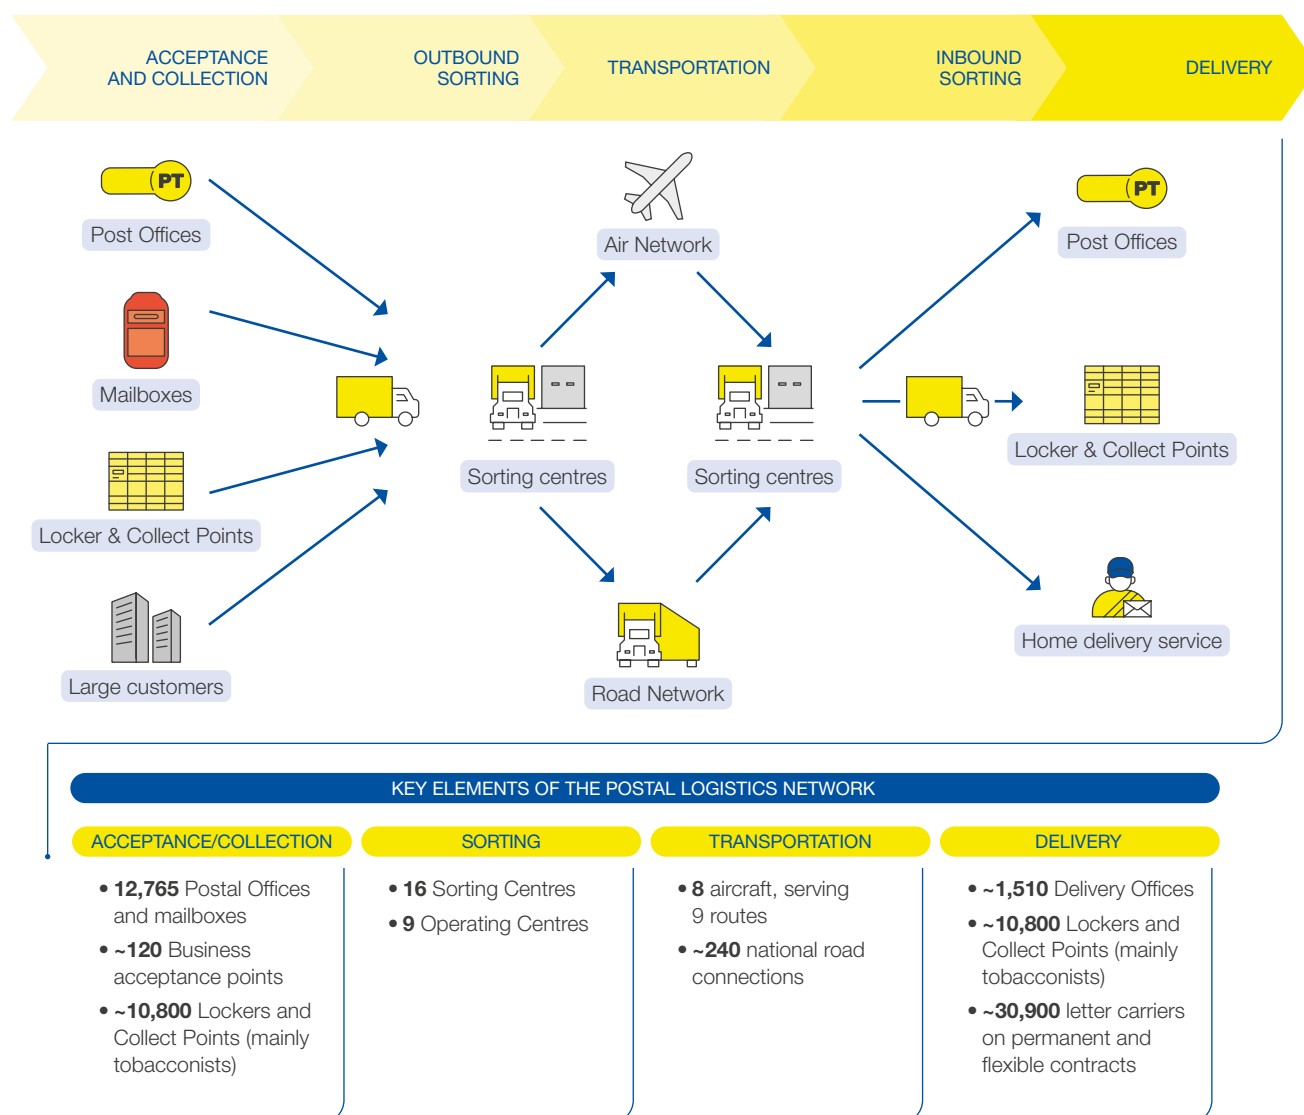 ACCEPTANCE
AND COLLECTION
OUTBOUND
SORTING
TRANSPORTATION
INBOUND
SORTING
DELIVERY
PT
Post Offices
Mailboxes
Locker & Collect Points
Large customers
Sorting centres
Air Network
Road Network
Sorting centres
PT
Post Offices
Locker & Collect Points
Home delivery service
KEY ELEMENTS OF THE POSTAL LOGISTICS NETWORK
ACCEPTANCE/COLLECTION
• 12,765 Postal Offices
and mailboxes
• ~120 Business
acceptance points
• ~10,800 Lockers and
Collect Points (mainly
tobacconists)
SORTING
• 16 Sorting Centres
• 9 Operating Centres
TRANSPORTATION
• 8 aircraft, serving
9 routes
• ~240 national road
connections
DELIVERY
• ~1,510 Delivery Offices
• ~10,800 Lockers and
Collect Points (mainly
tobacconists)
• ~30,900 letter carriers
on permanent and
flexible contracts